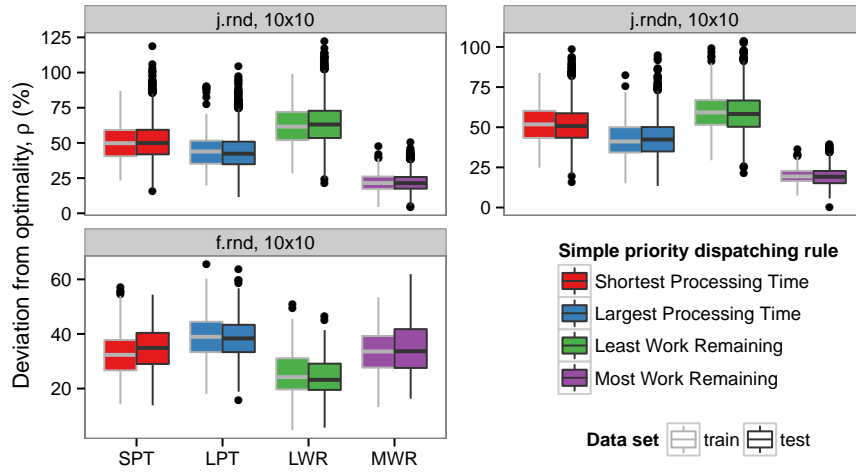 j.rnd, 10x10
j.rndn, 10x10
125
100
75
50
25
0
100
75
50
25
0
f.rnd, 10x10
60
40
20
Deviation from optimality, ρ (%)
SPT LPT LWR MWR
Simple priority dispatching rule
Shortest Processing Time
Largest Processing Time
Least Work Remaining
Most Work Remaining
Data set train test